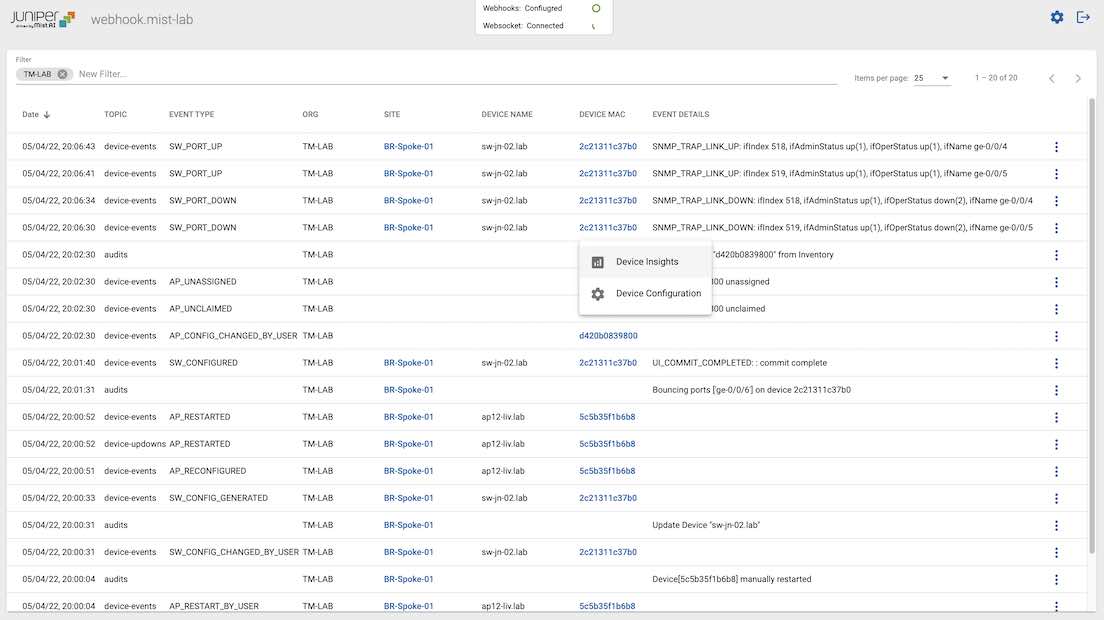 JUNIPER driven by Mist AI webhook.mist-lab
Webhooks: Confiugred
Websocket: Connected
Filter
TM-LAB New Filter...
Items per page: 25 1 – 20 of 20
Date TOPIC EVENT TYPE ORG SITE DEVICE NAME DEVICE MAC EVENT DETAILS
05/04/22, 20:06:43 device-events SW_PORT_UP TM-LAB BR-Spoke-01 sw-jn-02.lab 2c21311c37b0 SNMP_TRAP_LINK_UP: ifIndex 518, ifAdminStatus up(1), ifOperStatus up(1), ifName ge-0/0/4
05/04/22, 20:06:41 device-events SW_PORT_UP TM-LAB BR-Spoke-01 sw-jn-02.lab 2c21311c37b0 SNMP_TRAP_LINK_UP: ifIndex 519, ifAdminStatus up(1), ifOperStatus up(1), ifName ge-0/0/5
05/04/22, 20:06:34 device-events SW_PORT_DOWN TM-LAB BR-Spoke-01 sw-jn-02.lab 2c21311c37b0 SNMP_TRAP_LINK_DOWN: ifIndex 518, ifAdminStatus up(1), ifOperStatus down(2), ifName ge-0/0/4
05/04/22, 20:06:30 device-events SW_PORT_DOWN TM-LAB BR-Spoke-01 sw-jn-02.lab 2c21311c37b0 SNMP_TRAP_LINK_DOWN: ifIndex 519, ifAdminStatus up(1), ifOperStatus down(2), ifName ge-0/0/5
05/04/22, 20:02:30 audits TM-LAB "d420b0839800" from Inventory
Device Insights
05/04/22, 20:02:30 device-events AP_UNASSIGNED TM-LAB 00 unassigned
Device Configuration
05/04/22, 20:02:30 device-events AP_UNCLAIMED TM-LAB 00 unclaimed
05/04/22, 20:02:30 device-events AP_CONFIG_CHANGED_BY_USER TM-LAB d420b0839800
05/04/22, 20:01:40 device-events SW_CONFIGURED TM-LAB BR-Spoke-01 sw-jn-02.lab 2c21311c37b0 UI_COMMIT_COMPLETED: : commit complete
05/04/22, 20:01:31 audits TM-LAB BR-Spoke-01 Bouncing ports ['ge-0/0/6'] on device 2c21311c37b0
05/04/22, 20:00:52 device-events AP_RESTARTED TM-LAB BR-Spoke-01 ap12-liv.lab 5c5b35f1b6b8
05/04/22, 20:00:52 device-updowns AP_RESTARTED TM-LAB BR-Spoke-01 ap12-liv.lab 5c5b35f1b6b8
05/04/22, 20:00:51 device-events AP_RECONFIGURED TM-LAB BR-Spoke-01 ap12-liv.lab 5c5b35f1b6b8
05/04/22, 20:00:33 device-events SW_CONFIG_GENERATED TM-LAB BR-Spoke-01 sw-jn-02.lab 2c21311c37b0
05/04/22, 20:00:31 audits TM-LAB BR-Spoke-01 Update Device "sw-jn-02.lab"
05/04/22, 20:00:31 device-events SW_CONFIG_CHANGED_BY_USER TM-LAB BR-Spoke-01 sw-jn-02.lab 2c21311c37b0
05/04/22, 20:00:04 audits TM-LAB BR-Spoke-01 Device[5c5b35f1b6b8] manually restarted
05/04/22, 20:00:04 device-events AP_RESTART_BY_USER TM-LAB BR-Spoke-01 ap12-liv.lab 5c5b35f1b6b8